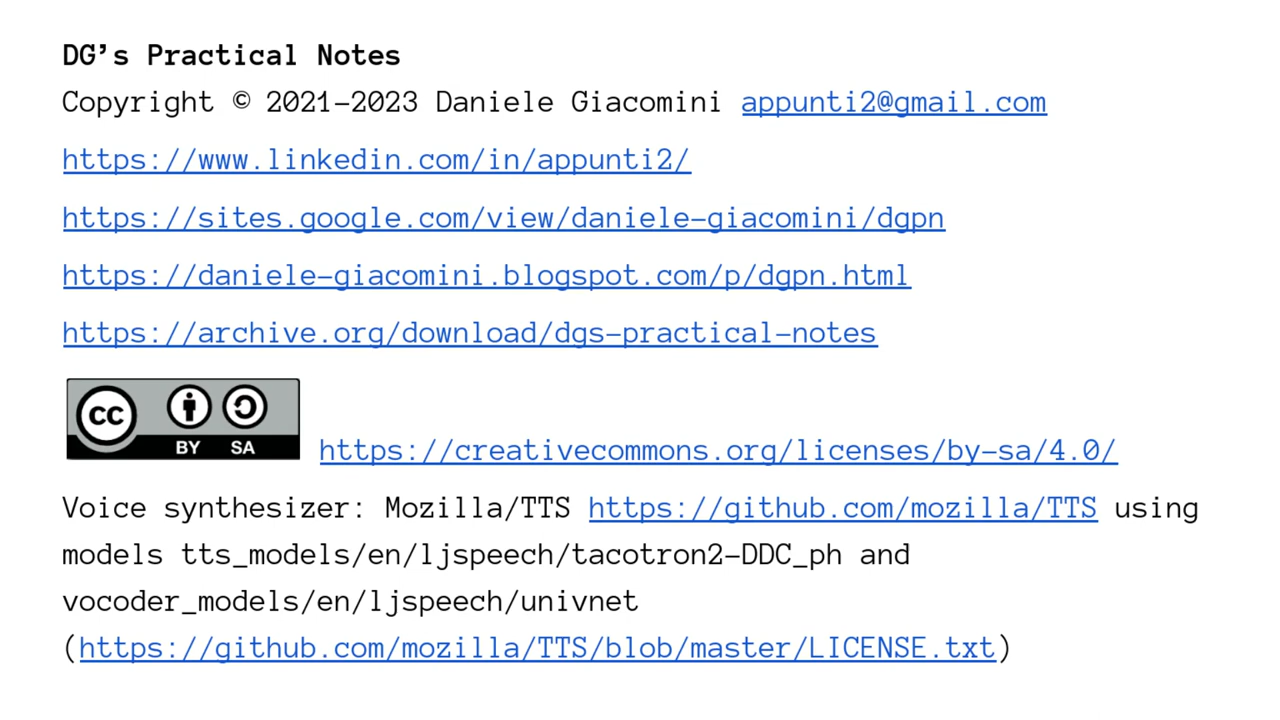 DG’s Practical Notes
Copyright © 2021-2023 Daniele Giacomini appunti2@gmail.com
https://www.linkedin.com/in/appunti2/
https://sites.google.com/view/daniele-giacomini/dgpn
https://daniele-giacomini.blogspot.com/p/dgpn.html
https://archive.org/download/dgs-practical-notes
cc BY SA https://creativecommons.org/licenses/by-sa/4.0/
Voice synthesizer: Mozilla/TTS https://github.com/mozilla/TTS using
models tts_models/en/ljspeech/tacotron2-DDC_ph and
vocoder_models/en/ljspeech/univnet
(https://github.com/mozilla/TTS/blob/master/LICENSE.txt)